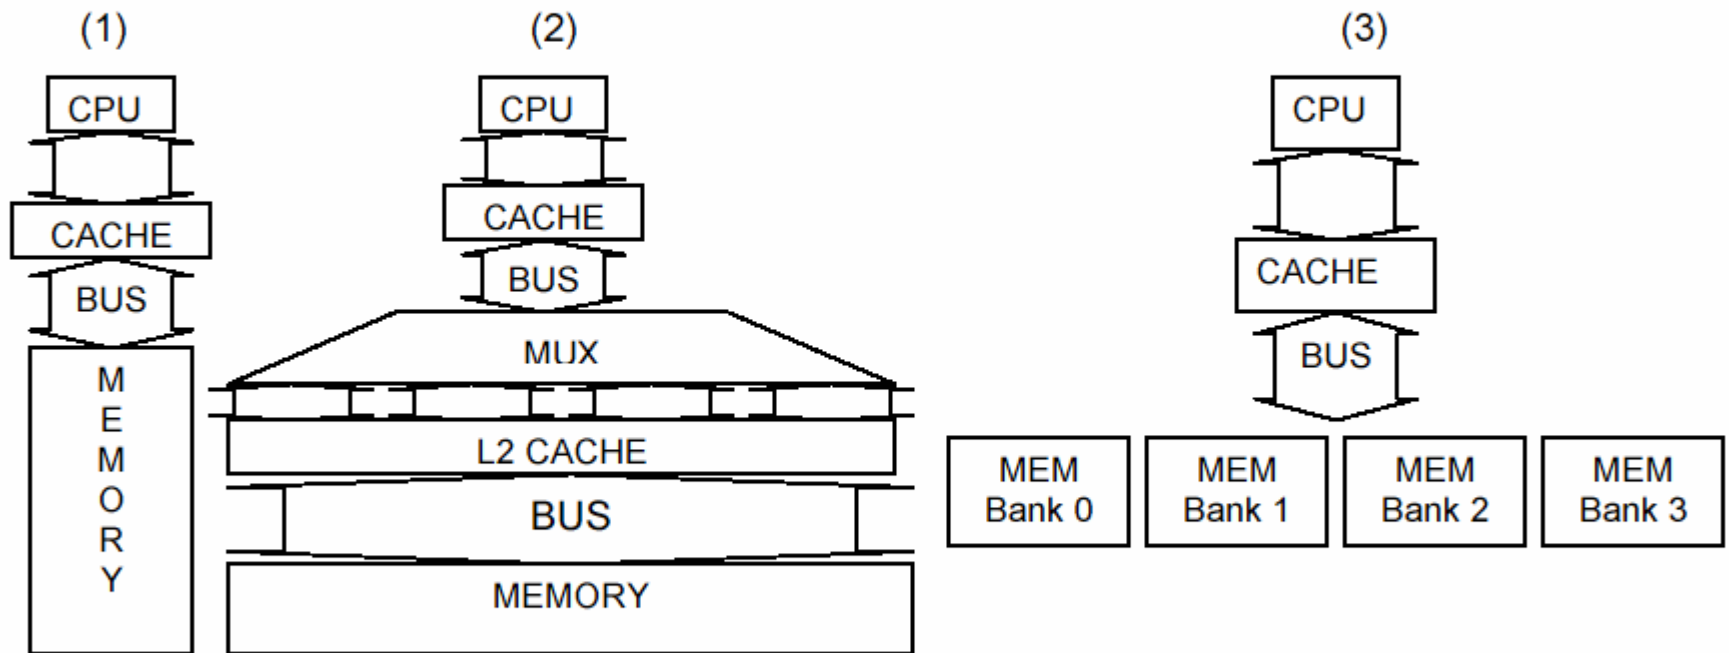 (1)
CPU
CACHE
BUS
M
E
M
O
R
Y
(2)
CPU
CACHE
BUS
MUX
L2 CACHE
BUS
MEMORY
(3)
CPU
CACHE
BUS
MEM
Bank 0
MEM
Bank 1
MEM
Bank 2
MEM
Bank 3